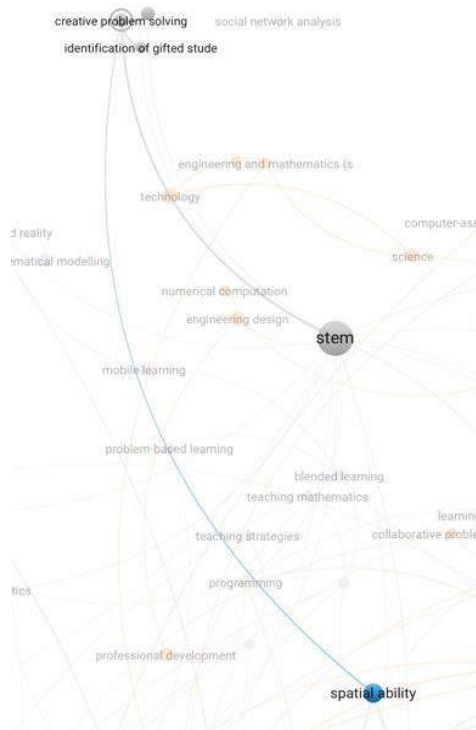 creative problem solving
social network analysis
identification of gifted stude
engineering and mathematics (s
technology
computer-ass
d reality
science
ematical modelling
numerical computation
engineering design
stem
mobile learning
problem-based learning
blended learning
teaching mathematics
learning
teaching strategies
collaborative proble
programming
tics
professional development
spatial ability